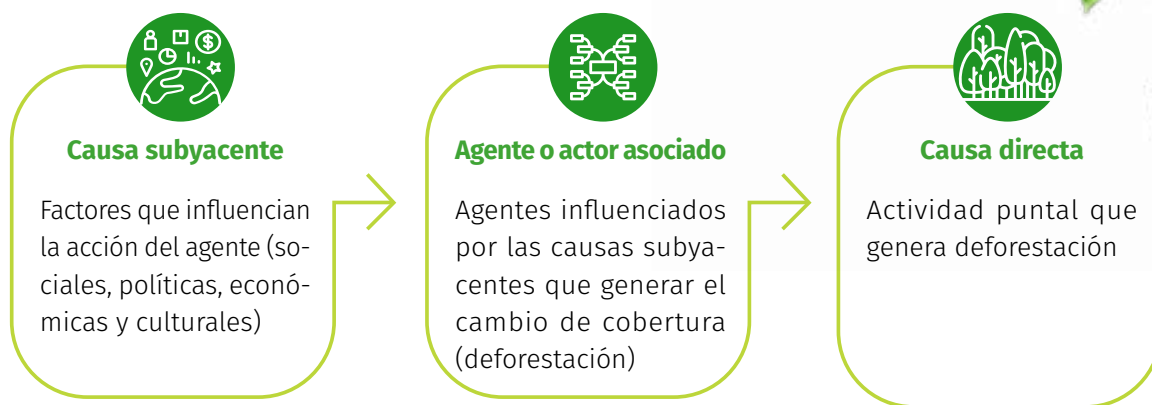 Causa subyacente
Factores que influencian
la acción del agente (so-
ciales, políticas, econó-
micas y culturales)
Agente o actor asociado
Agentes influenciados
por las causas subya-
centes que generar el
cambio de cobertura
(deforestación)
Causa directa
Actividad puntal que
genera deforestación